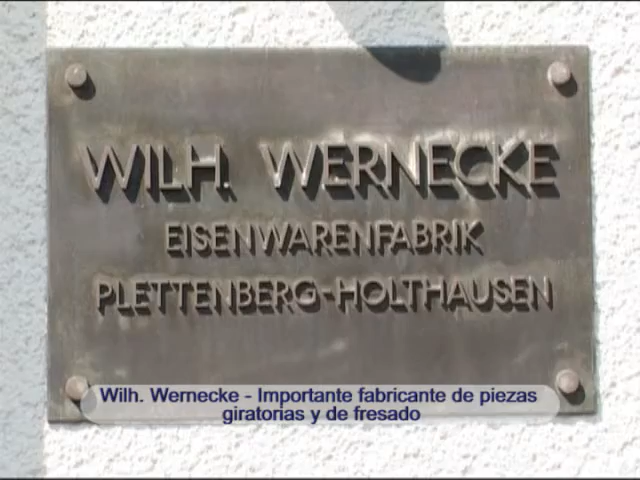 WILH. WERNECKE
EISENWARENFABRIK
PLETTENBERG-HOLTHAUSEN
Wilh. Wernecke - Importante fabricante de piezas
giratorias y de fresado